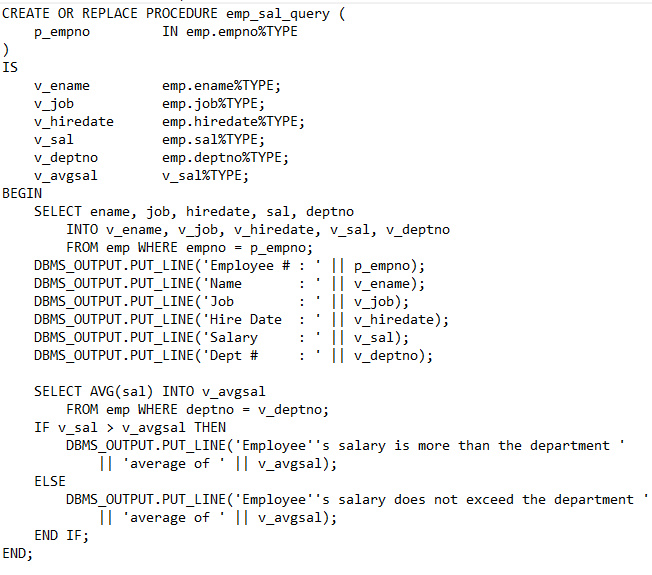 CREATE OR REPLACE PROCEDURE emp_sal_query (
    p_empno         IN emp.empno%TYPE
)
IS
    v_ename         emp.ename%TYPE;
    v_job           emp.job%TYPE;
    v_hiredate      emp.hiredate%TYPE;
    v_sal           emp.sal%TYPE;
    v_deptno        emp.deptno%TYPE;
    v_avgsal        v_sal%TYPE;
BEGIN
    SELECT ename, job, hiredate, sal, deptno
        INTO v_ename, v_job, v_hiredate, v_sal, v_deptno
        FROM emp WHERE empno = p_empno;
    DBMS_OUTPUT.PUT_LINE('Employee # : ' || p_empno);
    DBMS_OUTPUT.PUT_LINE('Name       : ' || v_ename);
    DBMS_OUTPUT.PUT_LINE('Job        : ' || v_job);
    DBMS_OUTPUT.PUT_LINE('Hire Date  : ' || v_hiredate);
    DBMS_OUTPUT.PUT_LINE('Salary     : ' || v_sal);
    DBMS_OUTPUT.PUT_LINE('Dept #     : ' || v_deptno);

    SELECT AVG(sal) INTO v_avgsal
        FROM emp WHERE deptno = v_deptno;
    IF v_sal > v_avgsal THEN
        DBMS_OUTPUT.PUT_LINE('Employee''s salary is more than the department '
            || 'average of ' || v_avgsal);
    ELSE
        DBMS_OUTPUT.PUT_LINE('Employee''s salary does not exceed the department '
            || 'average of ' || v_avgsal);
    END IF;
END;